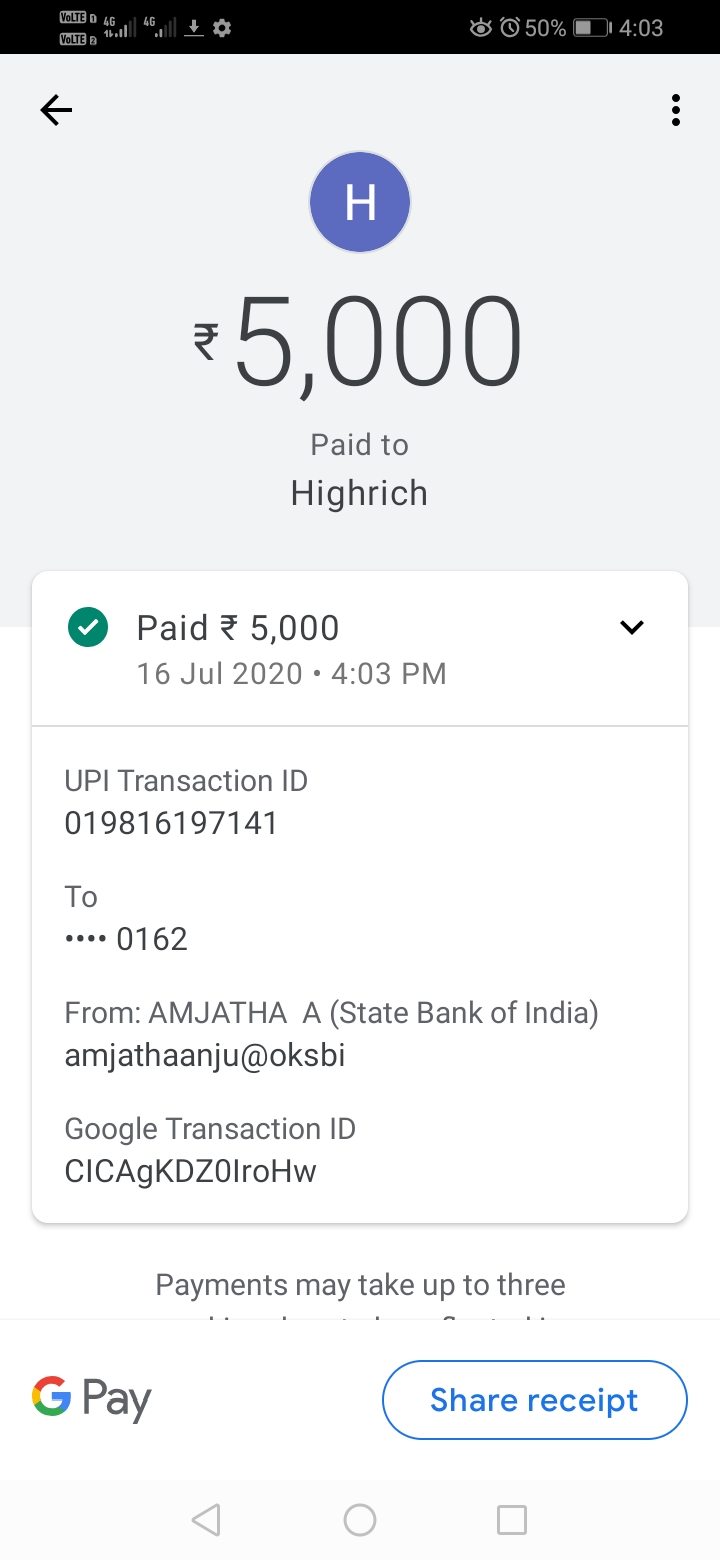 VoLTE 1 4G 4G 50% 4:03
VoLTE 2
H
₹5,000
Paid to
Highrich
Paid ₹ 5,000
16 Jul 2020 • 4:03 PM
UPI Transaction ID
019816197141
To
•••• 0162
From: AMJATHA  A (State Bank of India)
amjathaanju@oksbi
Google Transaction ID
CICAgKDZ0IroHw
Payments may take up to three
G Pay
Share receipt